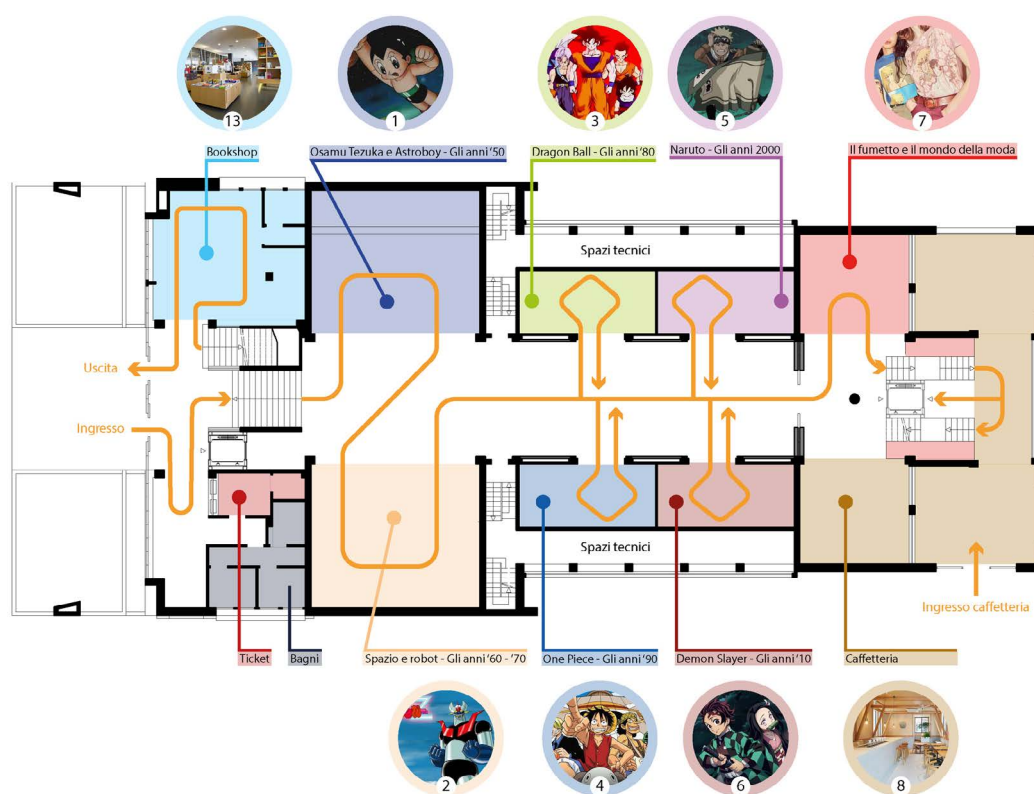 13
1
3
5
7
Bookshop
Osamu Tezuka e Astroboy - Gli anni '50
Dragon Ball - Gli anni '80
Naruto - Gli anni 2000
Il fumetto e il mondo della moda
Spazi tecnici
Uscita
Ingresso
Spazi tecnici
Ingresso caffetteria
Ticket
Bagni
Spazio e robot - Gli anni '60 - '70
One Piece - Gli anni '90
Demon Slayer - Gli anni '10
Caffetteria
2
4
6
8